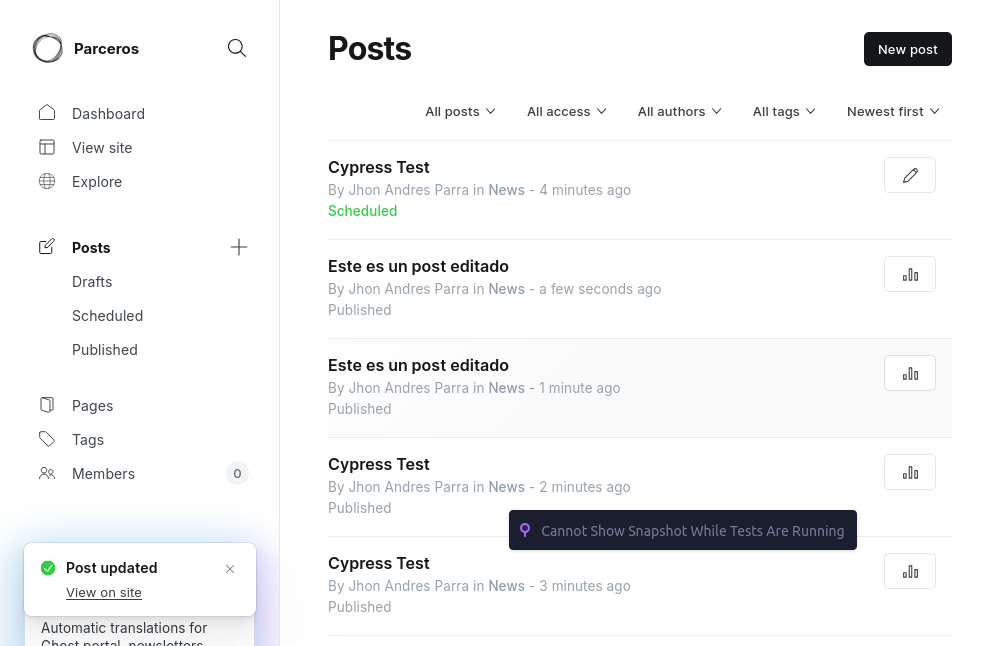 Parceros
Dashboard
View site
Explore
Posts
Drafts
Scheduled
Published
Pages
Tags
Members 0
Post updated
View on site
Automatic translations for
Ghost portal, newsletters
Posts
New post
All posts All access All authors All tags Newest first
Cypress Test
By Jhon Andres Parra in News - 4 minutes ago
Scheduled
Este es un post editado
By Jhon Andres Parra in News - a few seconds ago
Published
Este es un post editado
By Jhon Andres Parra in News - 1 minute ago
Published
Cypress Test
By Jhon Andres Parra in News - 2 minutes ago
Published
Cannot Show Snapshot While Tests Are Running
Cypress Test
By Jhon Andres Parra in News - 3 minutes ago
Published